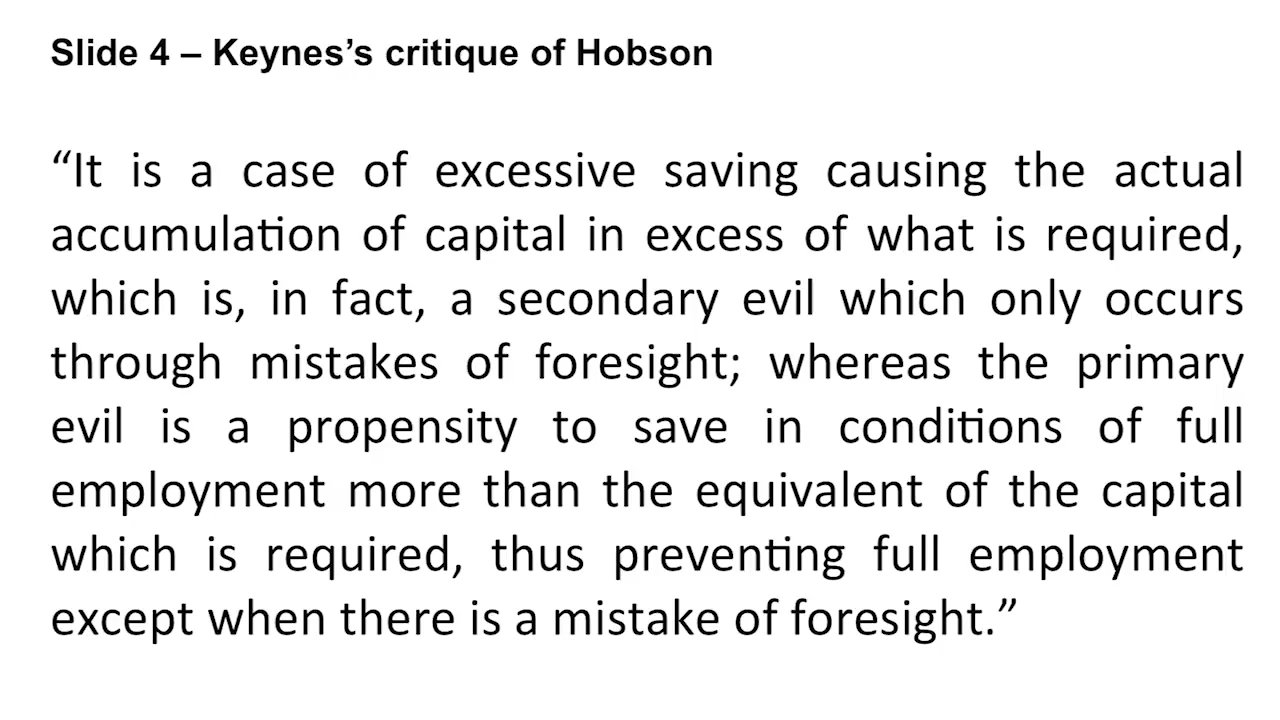 Slide 4 – Keynes’s critique of Hobson
“It is a case of excessive saving causing the actual
accumulation of capital in excess of what is required,
which is, in fact, a secondary evil which only occurs
through mistakes of foresight; whereas the primary
evil is a propensity to save in conditions of full
employment more than the equivalent of the capital
which is required, thus preventing full employment
except when there is a mistake of foresight.”